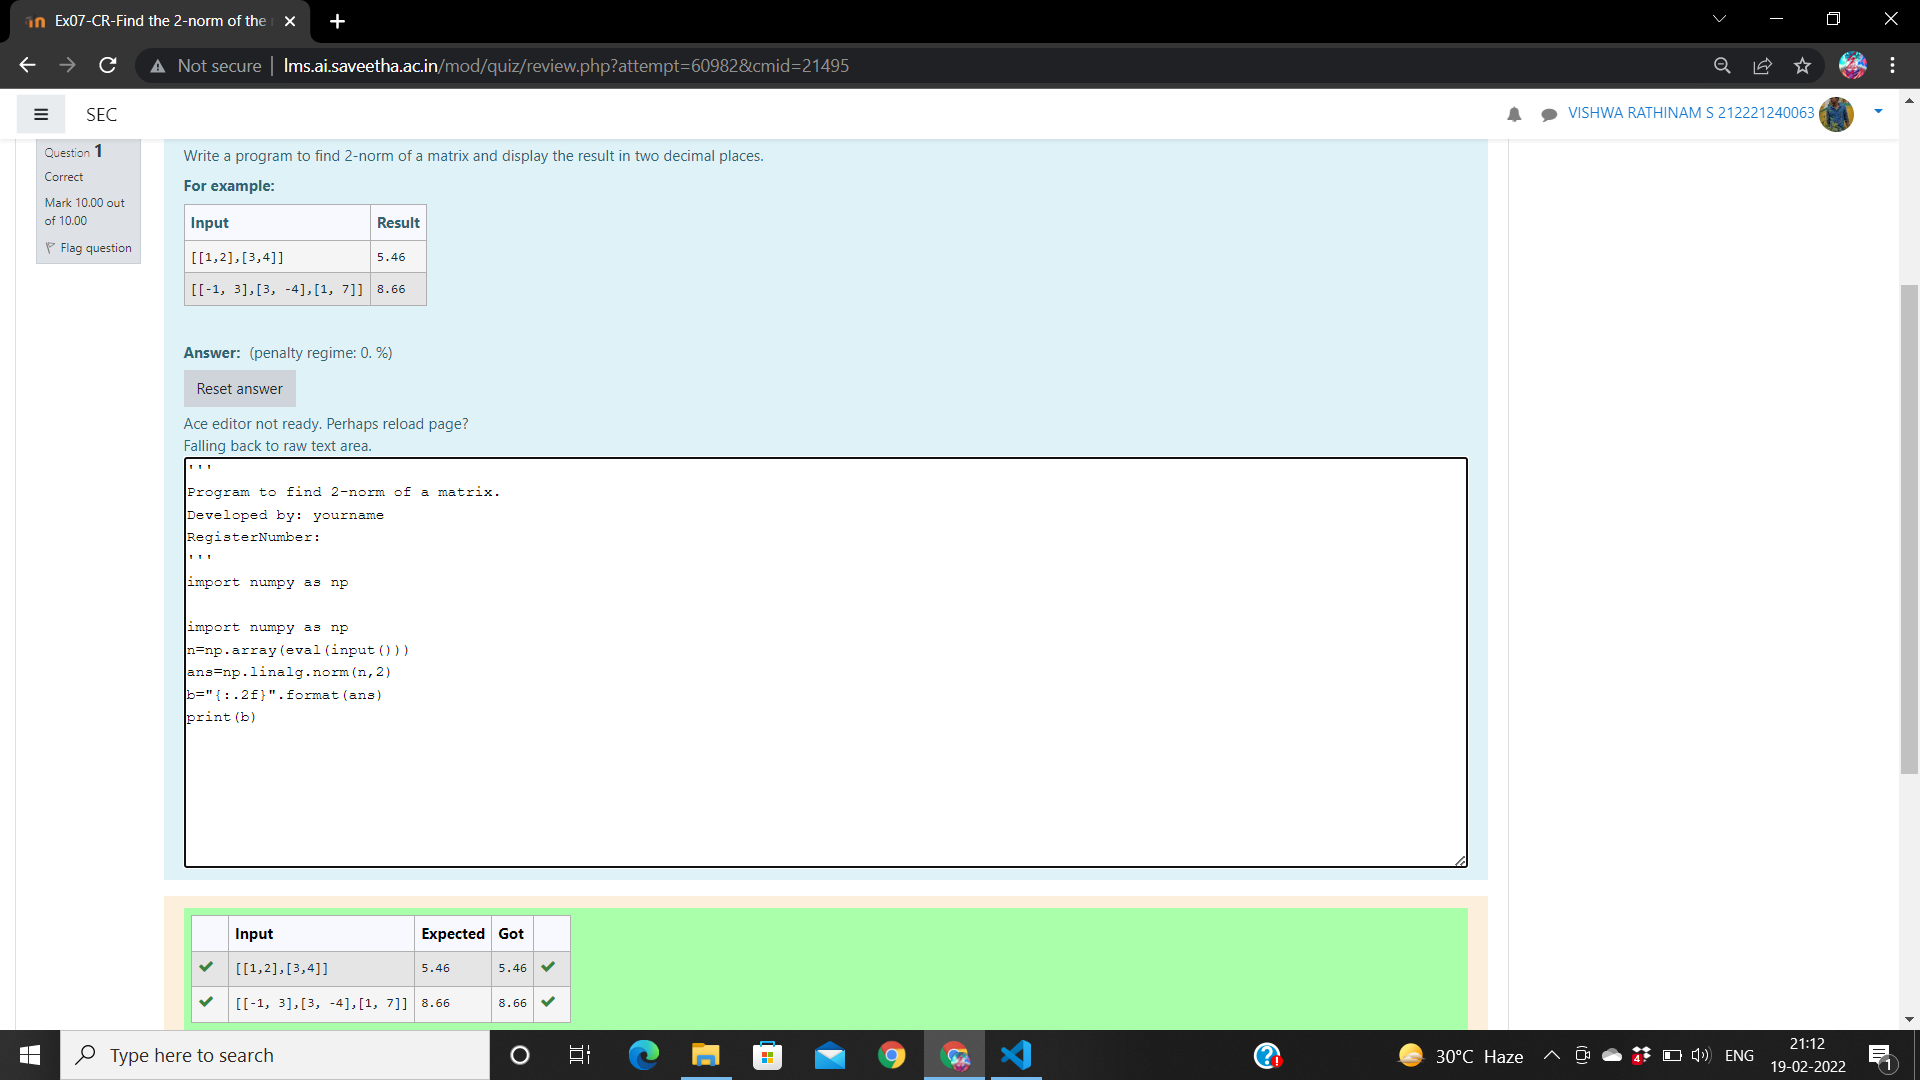 Ex07-CR-Find the 2-norm of the
Not secure | lms.ai.saveetha.ac.in/mod/quiz/review.php?attempt=60982&cmid=21495
SEC
VISHWA RATHINAM S 212221240063
Question 1
Correct
Mark 10.00 out
of 10.00
Flag question
Write a program to find 2-norm of a matrix and display the result in two decimal places.
For example:
Input Result
[[1,2],[3,4]] 5.46
[[-1, 3],[3, -4],[1, 7]] 8.66
Answer: (penalty regime: 0. %)
Reset answer
Ace editor not ready. Perhaps reload page?
Falling back to raw text area.
'''
Program to find 2-norm of a matrix.
Developed by: yourname
RegisterNumber:
'''
import numpy as np
import numpy as np
n=np.array(eval(input()))
ans=np.linalg.norm(n,2)
b="{:.2f}".format(ans)
print(b)
Input Expected Got
[[1,2],[3,4]] 5.46 5.46
[[-1, 3],[3, -4],[1, 7]] 8.66 8.66
Type here to search
30°C Haze
4
ENG
21:12
19-02-2022
1